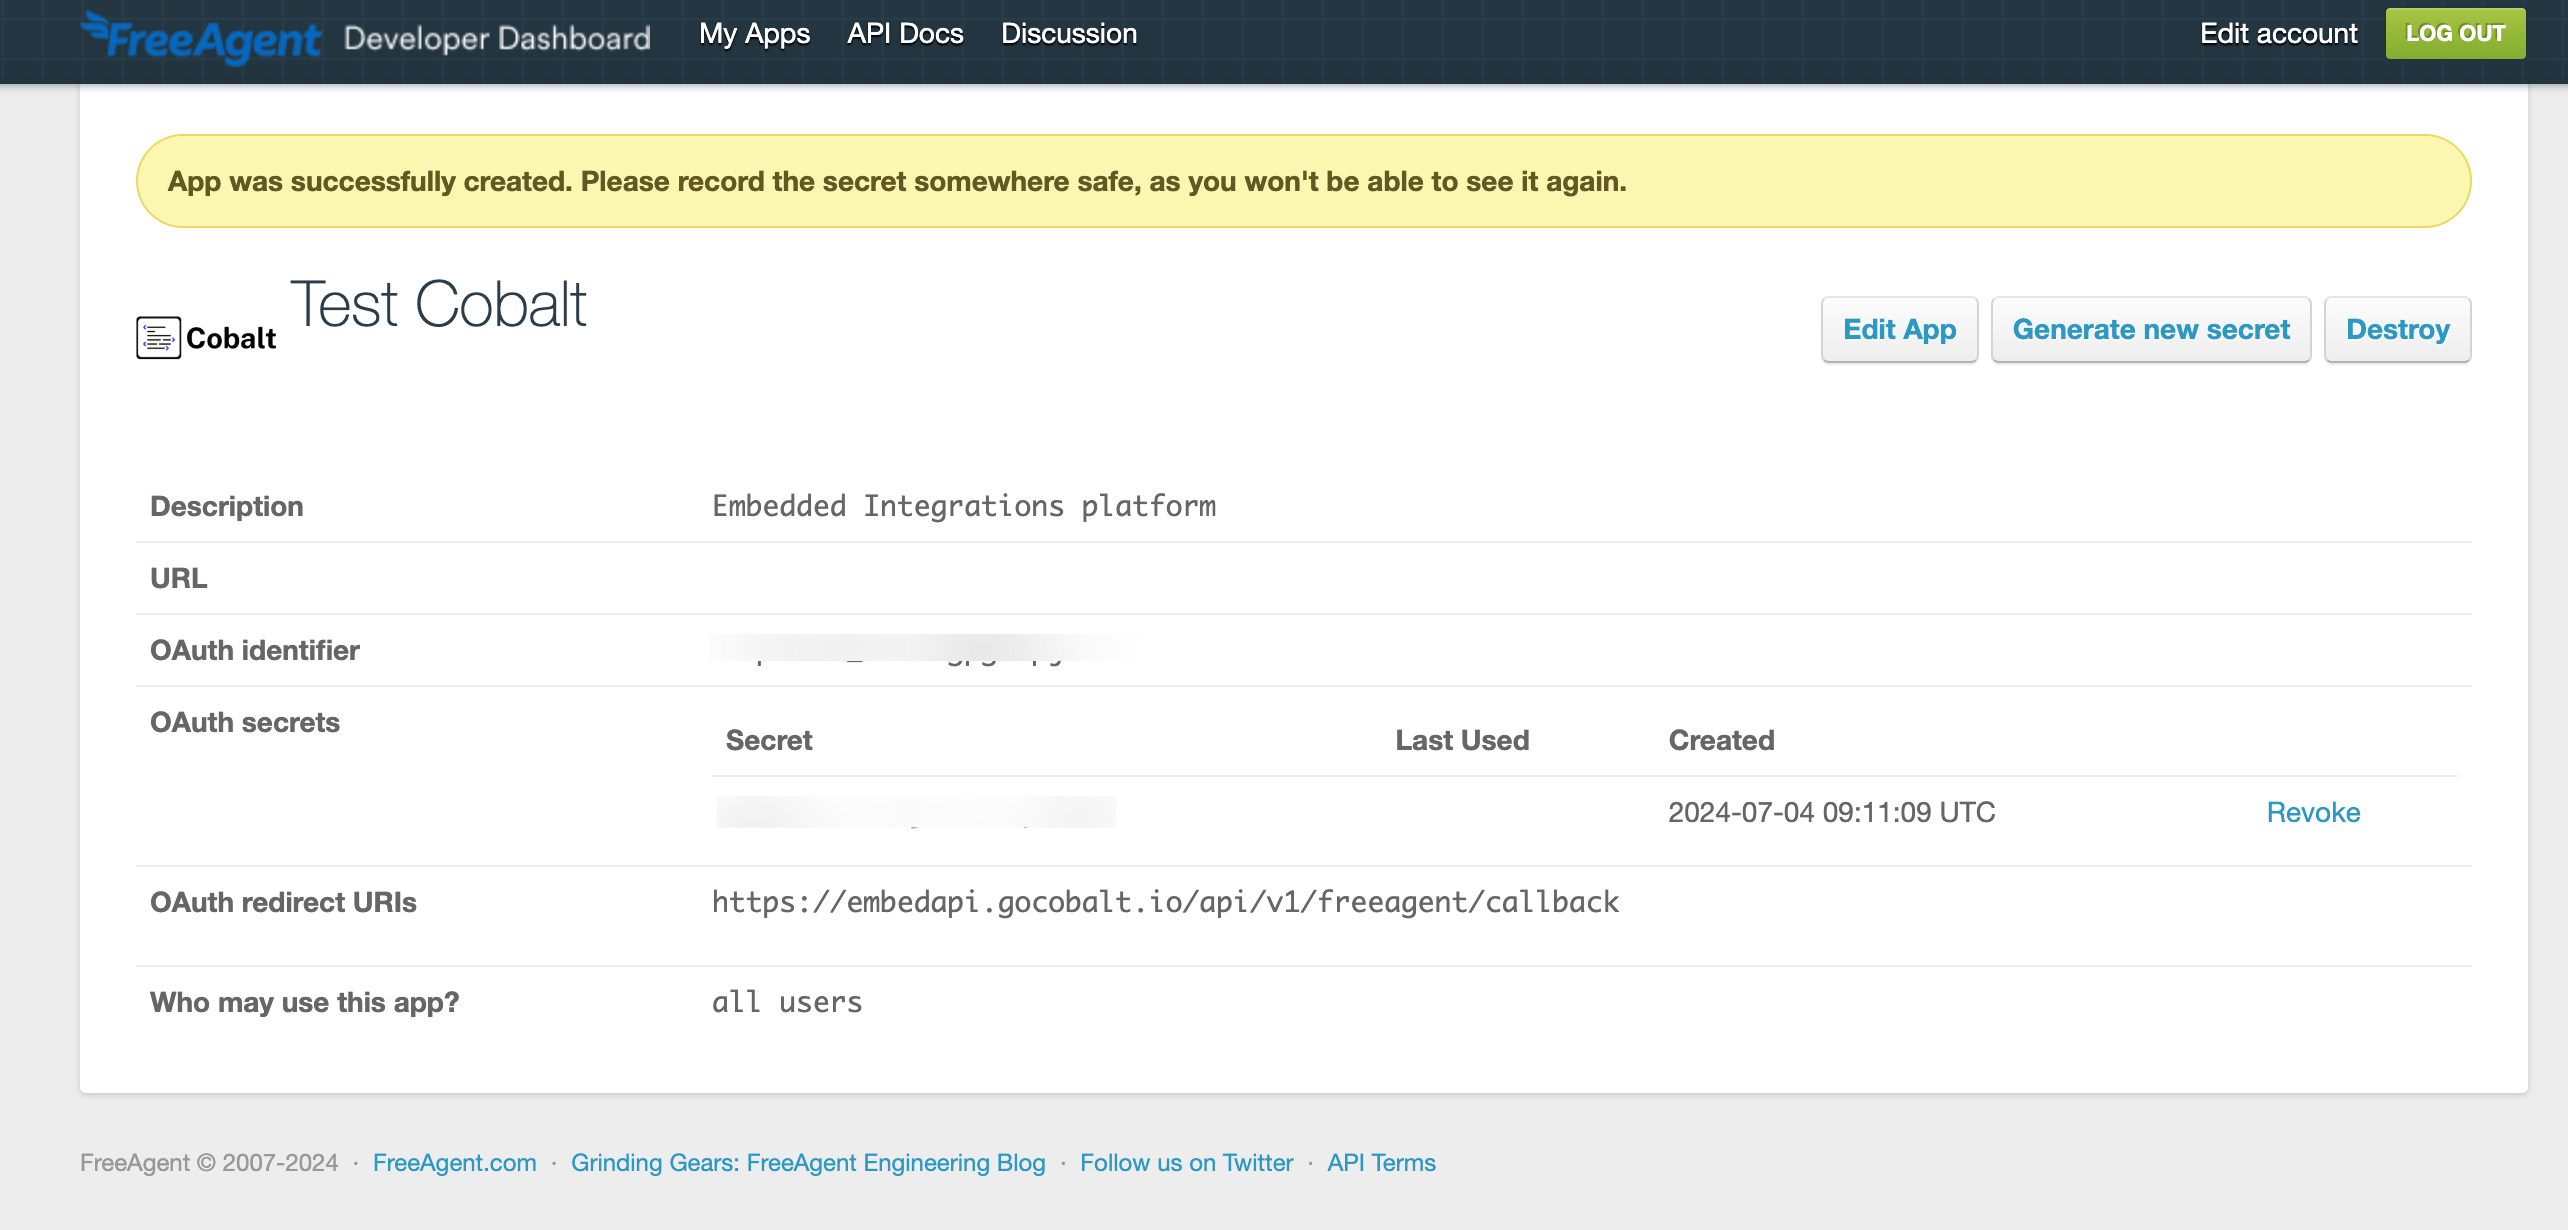 FreeAgent Developer Dashboard My Apps API Docs Discussion Edit account LOG OUT
App was successfully created. Please record the secret somewhere safe, as you won't be able to see it again.
Cobalt Test Cobalt Edit App Generate new secret Destroy
Description Embedded Integrations platform
URL
OAuth identifier
OAuth secrets
Secret Last Used Created
2024-07-04 09:11:09 UTC Revoke
OAuth redirect URIs https://embedapi.gocobalt.io/api/v1/freeagent/callback
Who may use this app? all users
FreeAgent © 2007-2024 · FreeAgent.com · Grinding Gears: FreeAgent Engineering Blog · Follow us on Twitter · API Terms